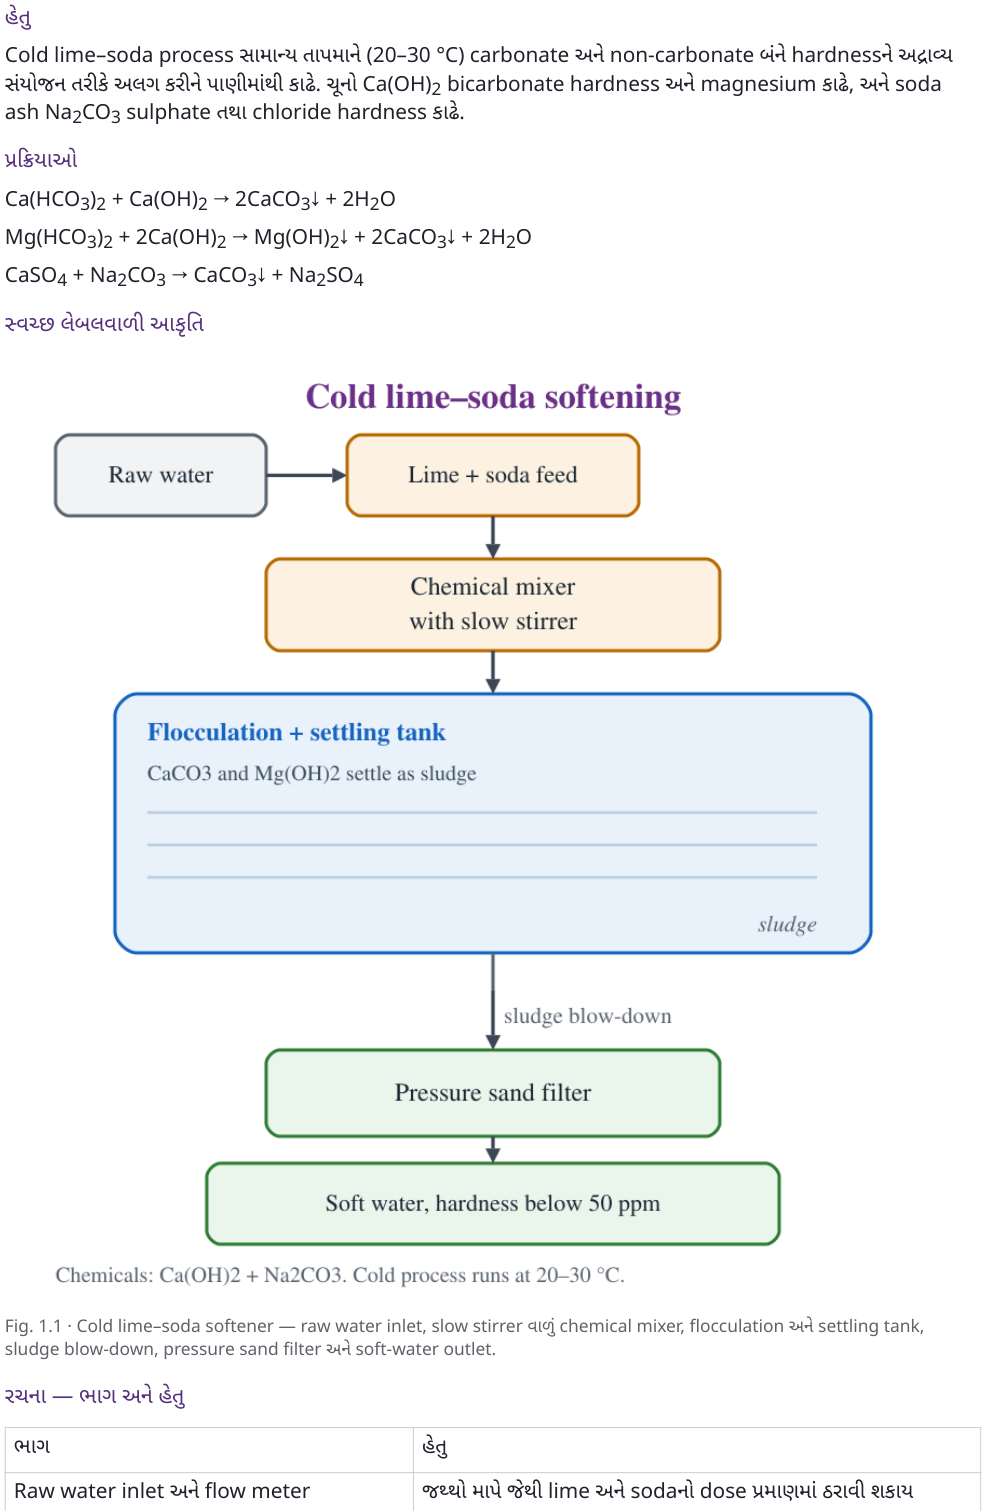 હેતુ
Cold lime–soda process સામાન્ય તાપમાને (20–30 °C) carbonate અને non-carbonate બંને hardnessને અદ્રાવ્ય
સંયોજન તરીકે અલગ કરીને પાણીમાંથી કાઢે. ચૂનો Ca(OH)₂ bicarbonate hardness અને magnesium કાઢે, અને soda
ash Na₂CO₃ sulphate તથા chloride hardness કાઢે.
પ્રક્રિયાઓ
Ca(HCO₃)₂ + Ca(OH)₂ → 2CaCO₃↓ + 2H₂O
Mg(HCO₃)₂ + 2Ca(OH)₂ → Mg(OH)₂↓ + 2CaCO₃↓ + 2H₂O
CaSO₄ + Na₂CO₃ → CaCO₃↓ + Na₂SO₄
સ્વચ્છ લેબલવાળી આકૃતિ
Cold lime–soda softening
Raw water
Lime + soda feed
Chemical mixer
with slow stirrer
Flocculation + settling tank
CaCO3 and Mg(OH)2 settle as sludge
sludge
sludge blow-down
Pressure sand filter
Soft water, hardness below 50 ppm
Chemicals: Ca(OH)2 + Na2CO3. Cold process runs at 20–30 °C.
Fig. 1.1 · Cold lime–soda softener — raw water inlet, slow stirrer વાળું chemical mixer, flocculation અને settling tank,
sludge blow-down, pressure sand filter અને soft-water outlet.
રચના — ભાગ અને હેતુ
ભાગ
હેતુ
Raw water inlet અને flow meter
જથ્થો માપે જેથી lime અને sodaનો dose પ્રમાણમાં ઠરાવી શકાય